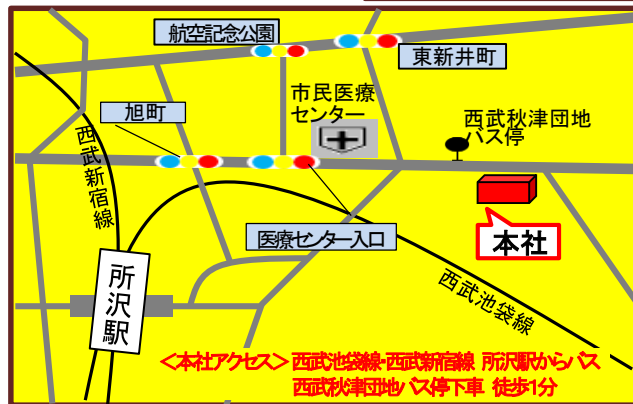 航空記念公園
東新井町
市民医療
センター
旭町
西武秋津団地
バス停
西武新宿線
医療センター入口
本社
所沢駅
西武池袋線
<本社アクセス> 西武池袋線・西武新宿線 所沢駅からバス
西武秋津団地バス停下車 徒歩1分